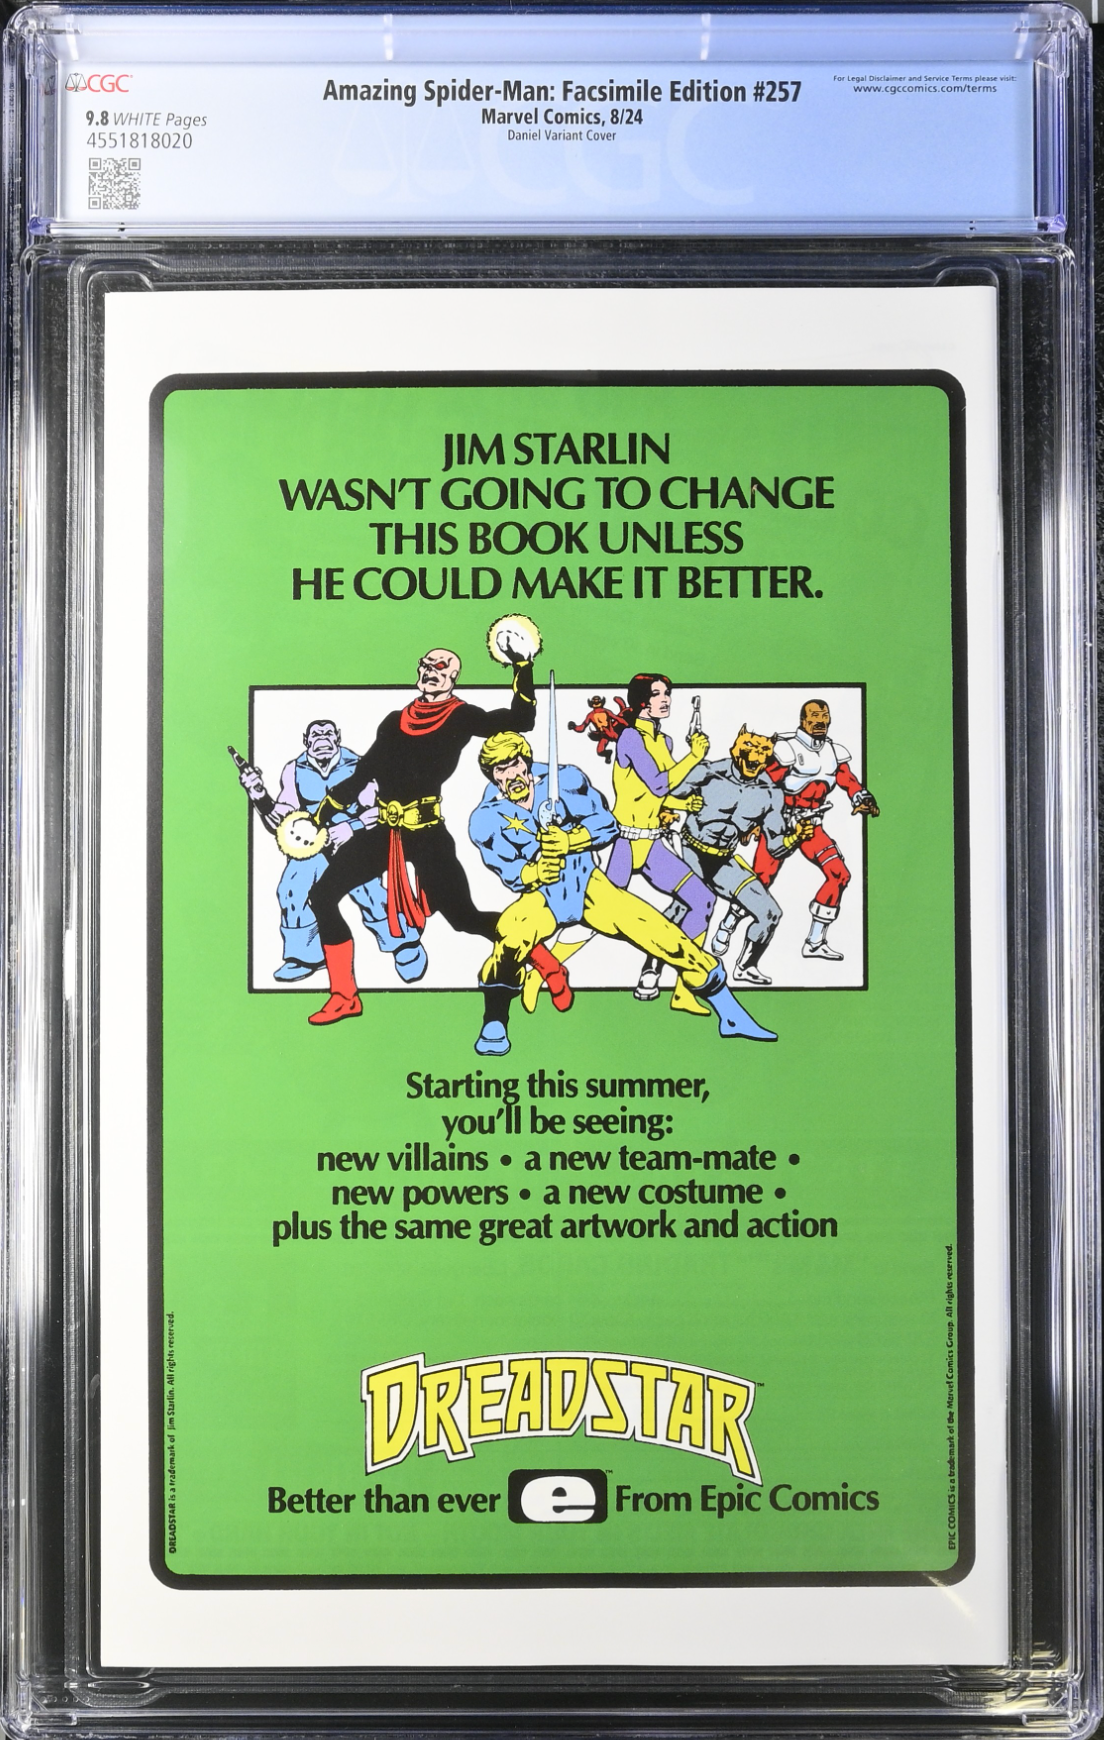 CGC
Amazing Spider-Man: Facsimile Edition #257
For Legal Disclaimer and Service Terms please visit:
www.cgccomics.com/terms
9.8 WHITE Pages
Marvel Comics, 8/24
4551818020
Daniel Variant Cover
CGC
JIM STARLIN
WASN'T GOING TO CHANGE
THIS BOOK UNLESS
HE COULD MAKE IT BETTER.
Starting this summer,
you'll be seeing:
new villains • a new team-mate •
new powers • a new costume •
plus the same great artwork and action
DREADSTAR™
Better than ever e™ From Epic Comics
DREADSTAR is a trademark of Jim Starlin. All rights reserved.
EPIC COMICS is a trademark of the Marvel Comics Group. All rights reserved.